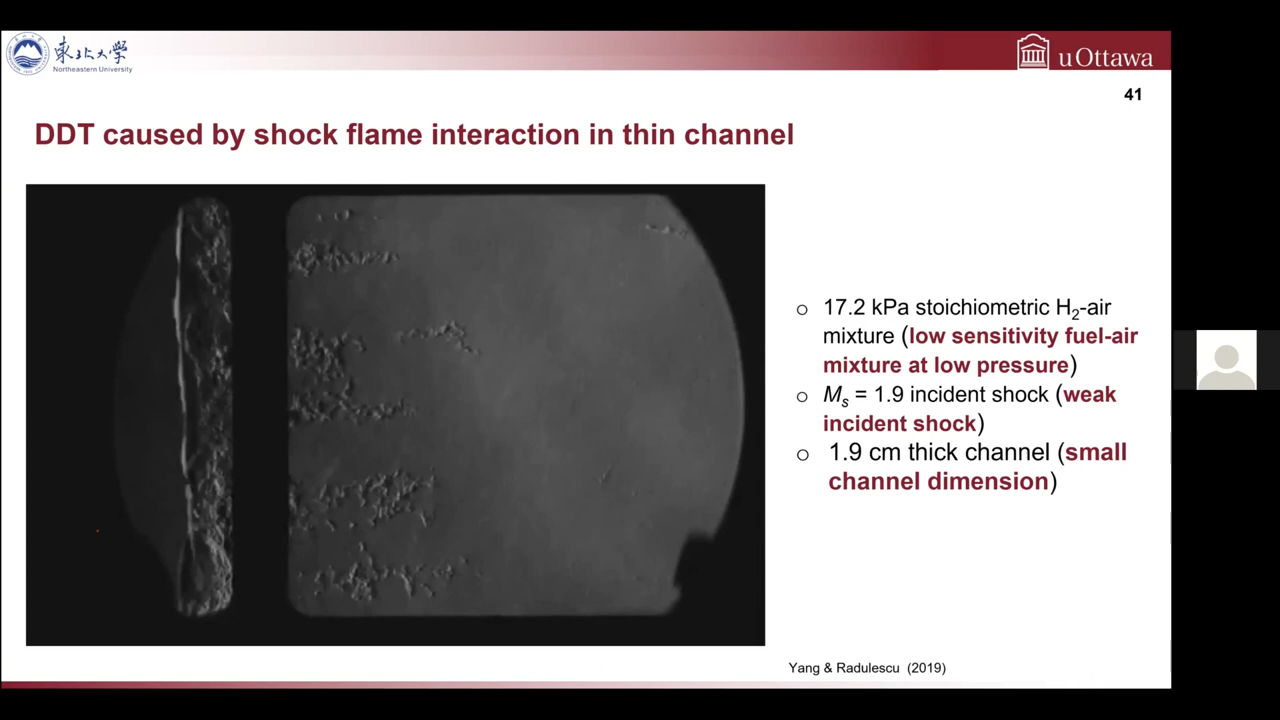 東北大学
Northeastern University
uOttawa
41
DDT caused by shock flame interaction in thin channel
o 17.2 kPa stoichiometric H₂-air
mixture (low sensitivity fuel-air
mixture at low pressure)
o Mₛ = 1.9 incident shock (weak
incident shock)
o 1.9 cm thick channel (small
channel dimension)
Yang & Radulescu (2019)